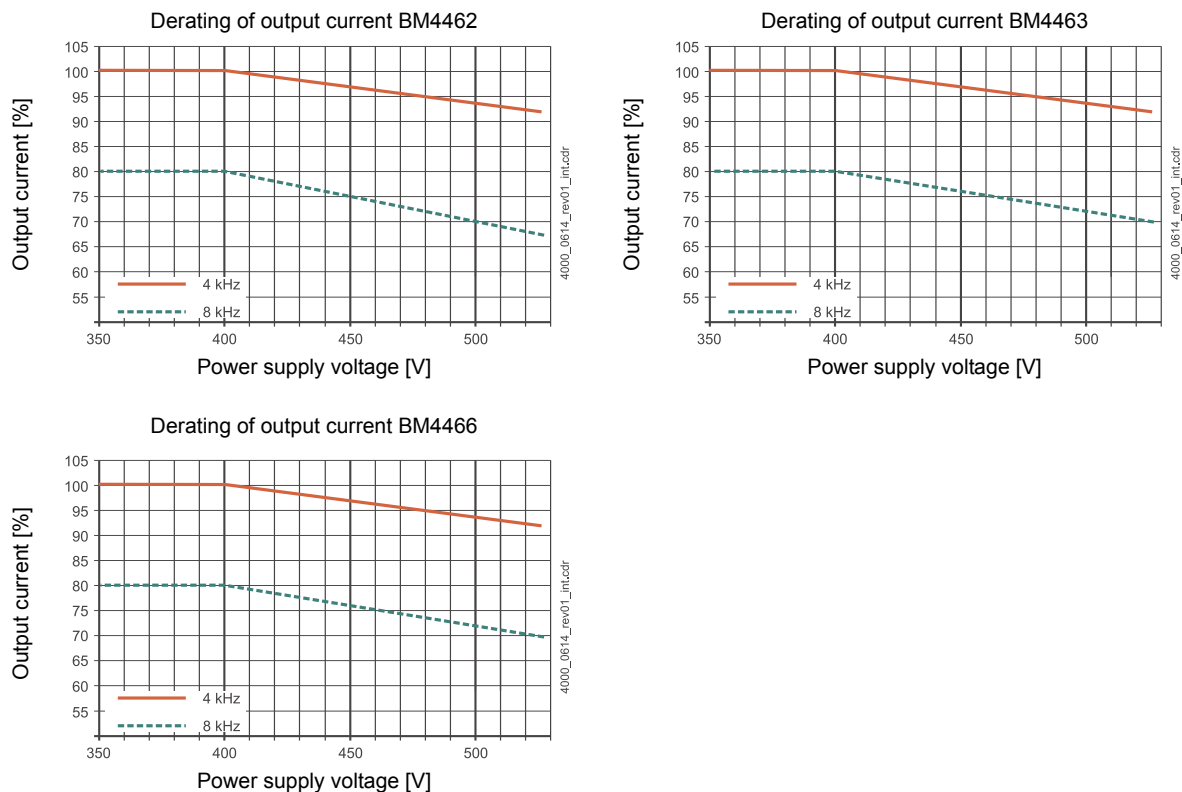 Derating of output current BM4462
105
100
95
90
85
80
75
70
65
60
55
350
400
450
500
4 kHz
8 kHz
Output current [%]
Power supply voltage [V]
4000_0614_rev01_int.cdr
Derating of output current BM4463
105
100
95
90
85
80
75
70
65
60
55
350
400
450
500
4 kHz
8 kHz
Output current [%]
Power supply voltage [V]
4000_0614_rev01_int.cdr
Derating of output current BM4466
105
100
95
90
85
80
75
70
65
60
55
350
400
450
500
4 kHz
8 kHz
Output current [%]
Power supply voltage [V]
4000_0614_rev01_int.cdr